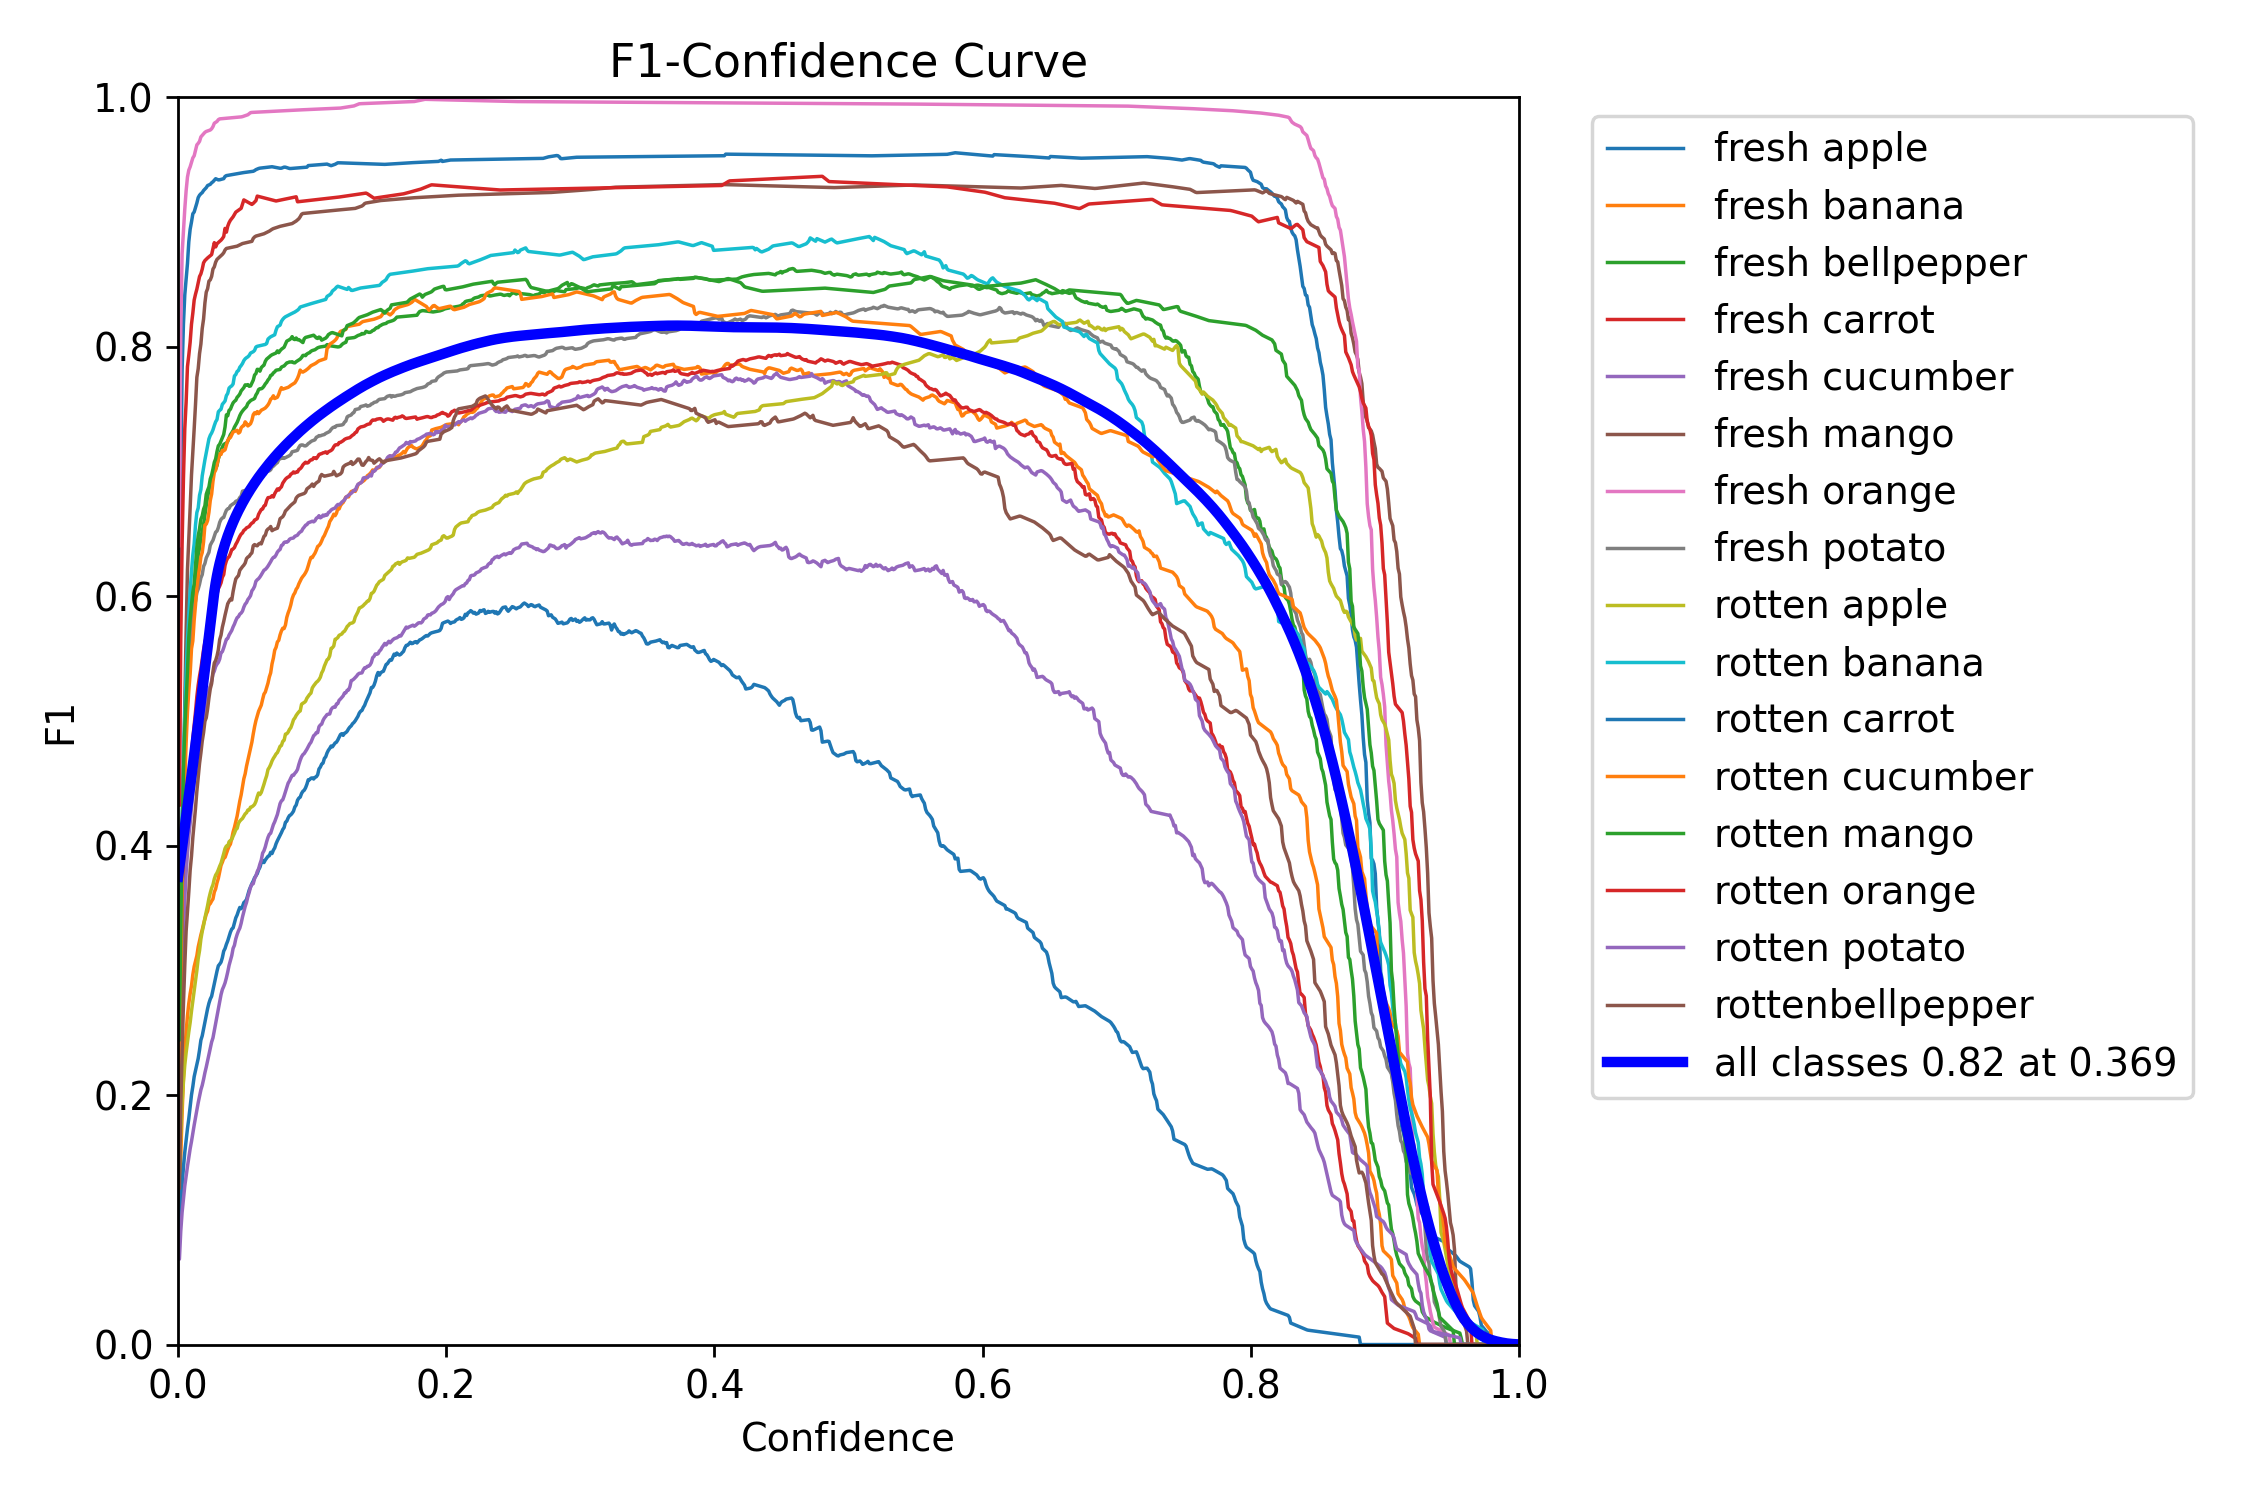 F1-Confidence Curve
1.0
0.8
0.6
0.4
0.2
0.0
F1
0.0 0.2 0.4 0.6 0.8 1.0
Confidence
fresh apple
fresh banana
fresh bellpepper
fresh carrot
fresh cucumber
fresh mango
fresh orange
fresh potato
rotten apple
rotten banana
rotten carrot
rotten cucumber
rotten mango
rotten orange
rotten potato
rottenbellpepper
all classes 0.82 at 0.369